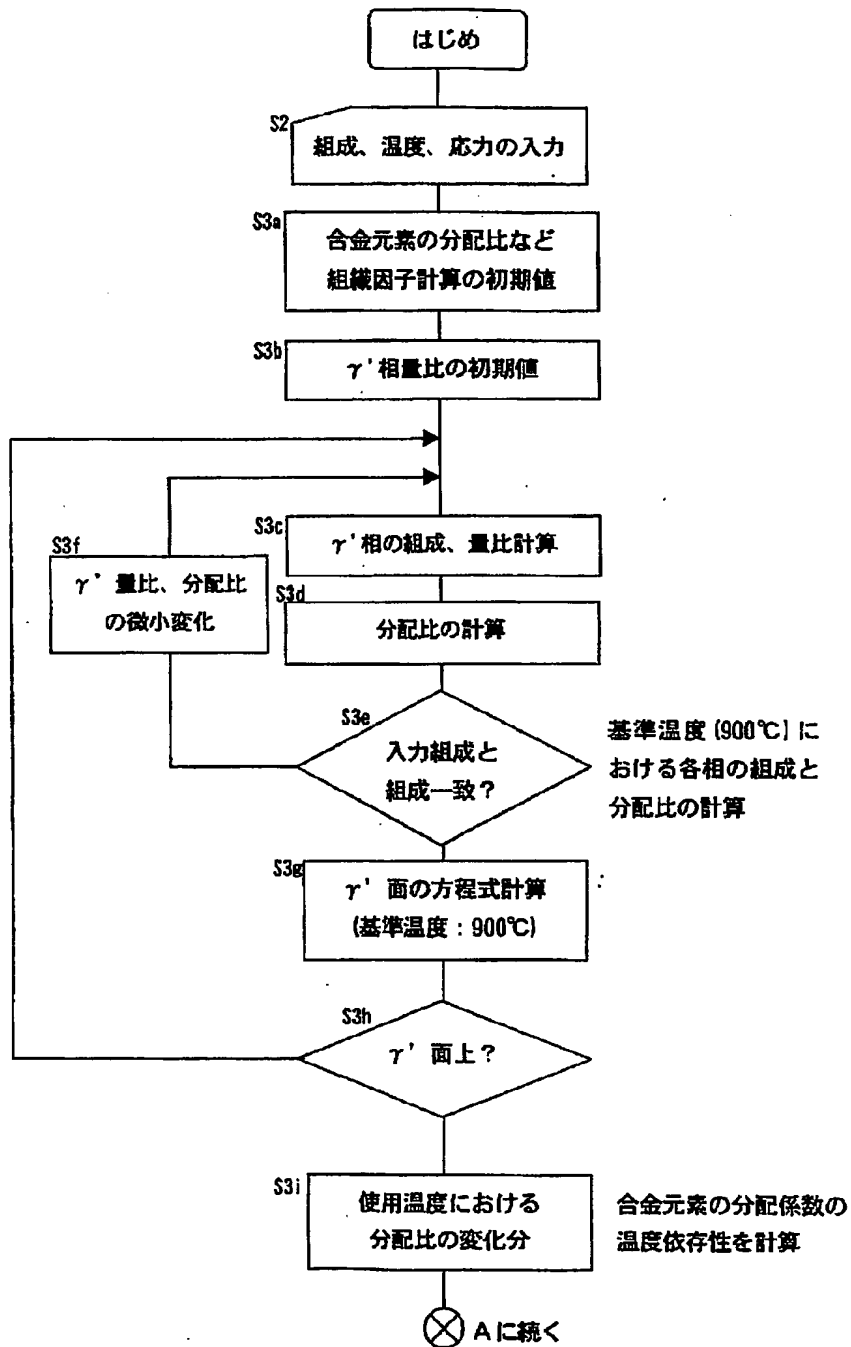 はじめ
S2
組成、温度、応力の入力
S3a
合金元素の分配比など
組織因子計算の初期値
S3b
γ'相量比の初期値
S3c
γ'相の組成、量比計算
S3f
γ' 量比、分配比
の微小変化
S3d
分配比の計算
S3e
入力組成と
組成一致?
基準温度(900℃)に
おける各相の組成と
分配比の計算
S3g
γ' 面の方程式計算
(基準温度:900℃)
S3h
γ' 面上?
S3i
使用温度における
分配比の変化分
合金元素の分配係数の
温度依存性を計算
Aに続く